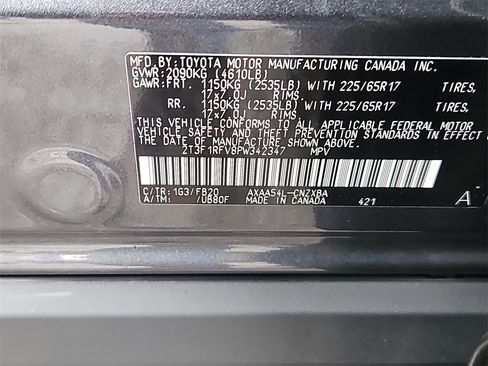 MFD.BY:TOYOTA MOTOR MANUFACTURING CANADA INC.
GVWR:2090KG (4610LB)
GAWR:FRT. 1150KG (2535LB) WITH 225/65R17 TIRES,
17x7.0J RIMS,
RR. 1150KG (2535LB) WITH 225/65R17 TIRES,
17x7.0J RIMS,
THIS VEHICLE CONFORMS TO ALL APPLICABLE FEDERAL MOTOR
VEHICLE SAFETY AND THEFT PREVENTION STANDARDS IN EFFECT
ON THE DATE OF MANUFACTURE SHOWN ABOVE.
2T3F1RFV8PW342347 MPV
C/TR:1G3/FB20 AXAA54L-CNZXBA
A/TM: /UB80F MADE IN CANADA 421 A